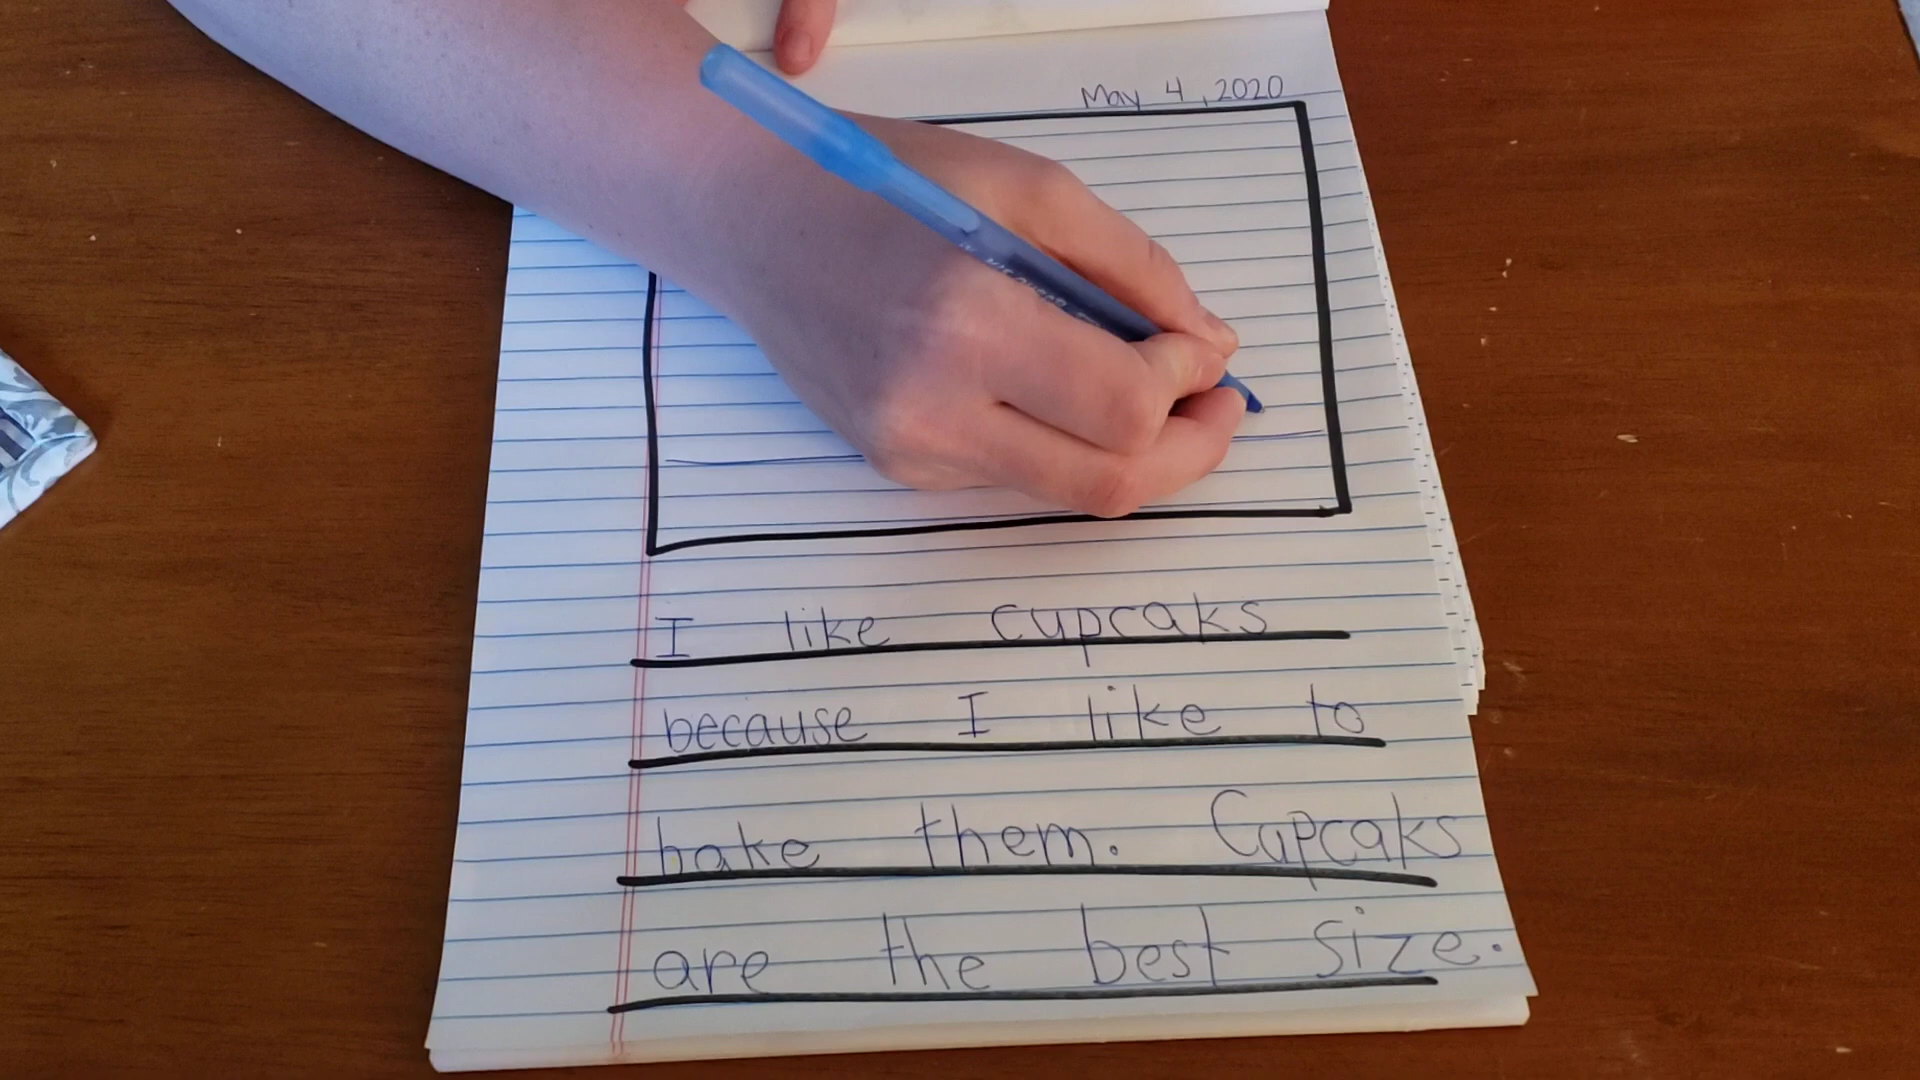 May 4, 2020
I like cupcaks
because I like to
bake them. Cupcaks
are the best size.